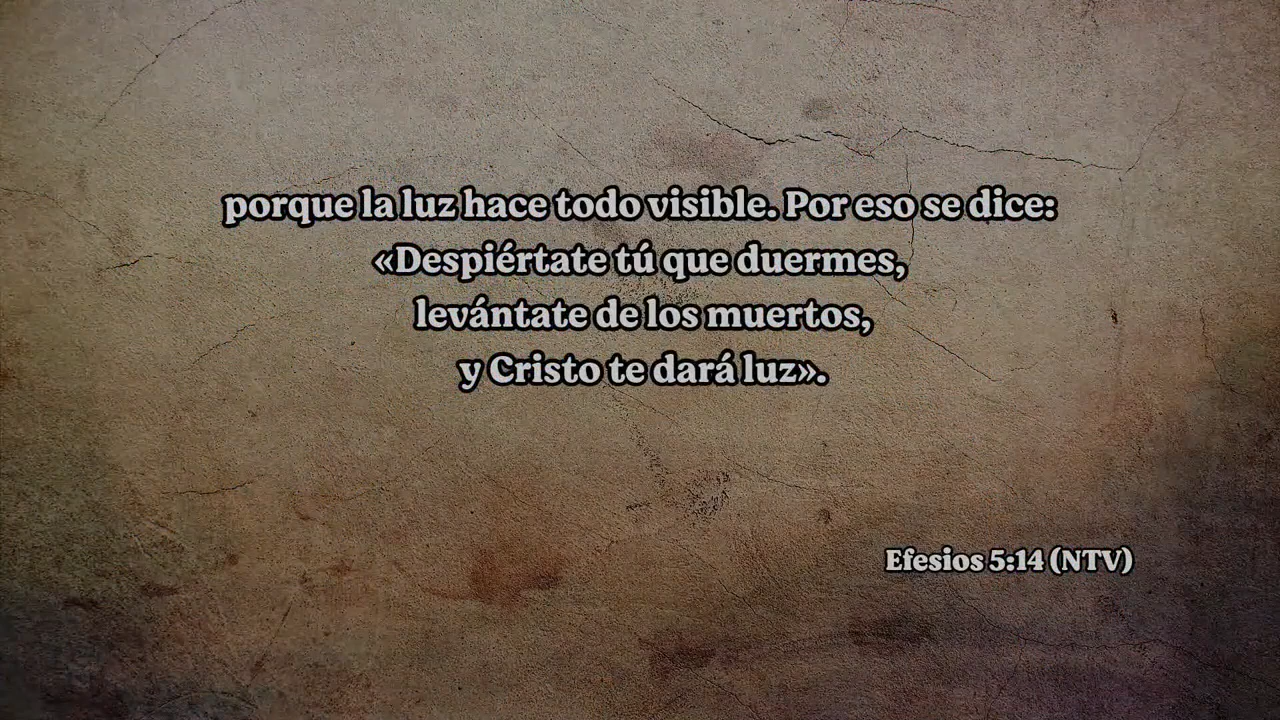 porque la luz hace todo visible. Por eso se dice:
«Despiértate tú que duermes,
levántate de los muertos,
y Cristo te dará luz».
Efesios 5:14 (NTV)